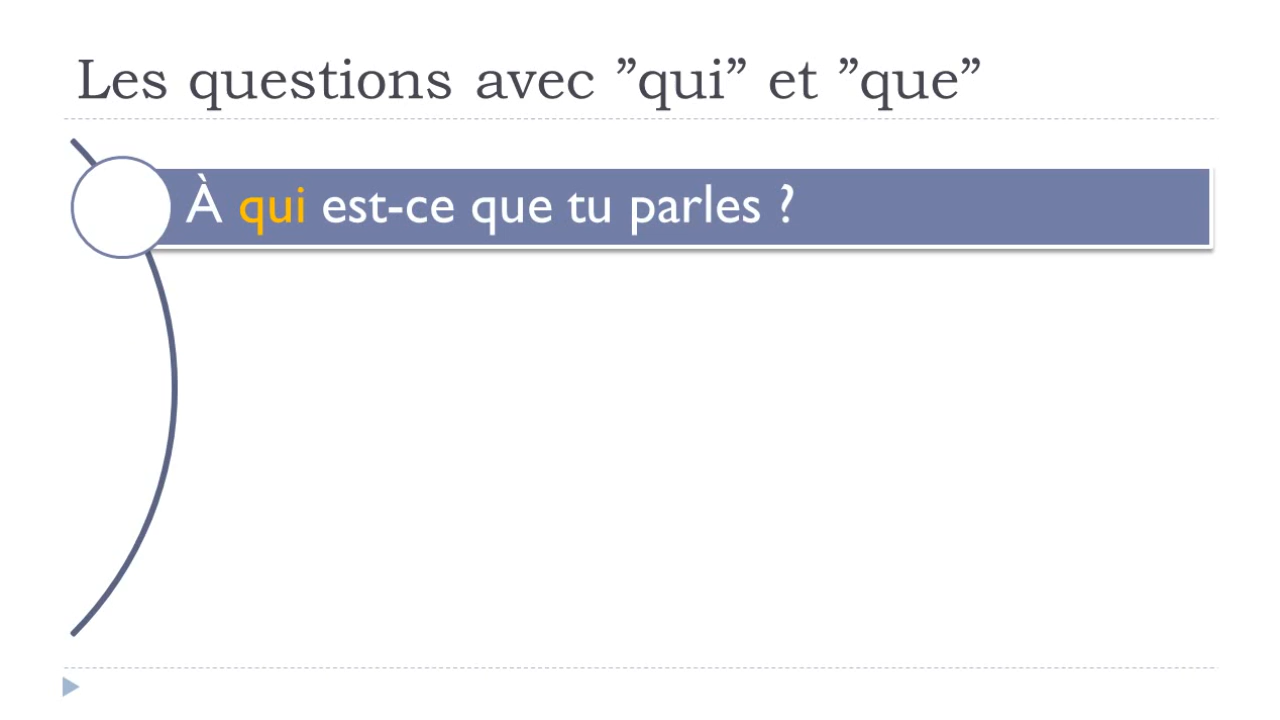 Les questions avec ”qui” et ”que”
À qui est-ce que tu parles ?